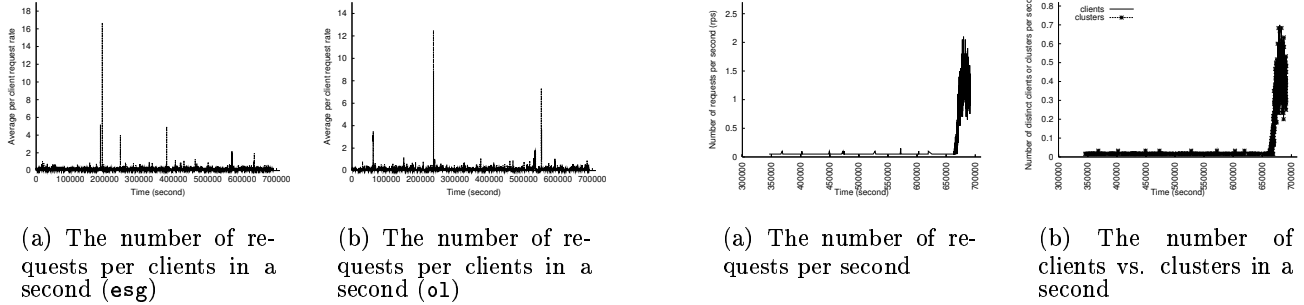 Average per client request rate
18
16
14
12
10
8
6
4
2
0
0 100000 200000 300000 400000 500000 600000 700000
Time (second)
(a) The number of re-
quests per clients in a
second (esg)
Average per client request rate
14
12
10
8
6
4
2
0
0 100000 200000 300000 400000 500000 600000 700000
Time (second)
(b) The number of re-
quests per clients in a
second (ol)
Number of requests per second (rps)
2.5
2
1.5
1
0.5
0
300000 350000 400000 450000 500000 550000 600000 650000 700000
Time (second)
(a) The number of re-
quests per second
Number of distinct clients or clusters per seco
0.8
0.7
0.6
0.5
0.4
0.3
0.2
0.1
0
clients
clusters
300000 350000 400000 450000 500000 550000 600000 650000 700000
Time (second)
(b) The number of
clients vs. clusters in a
second